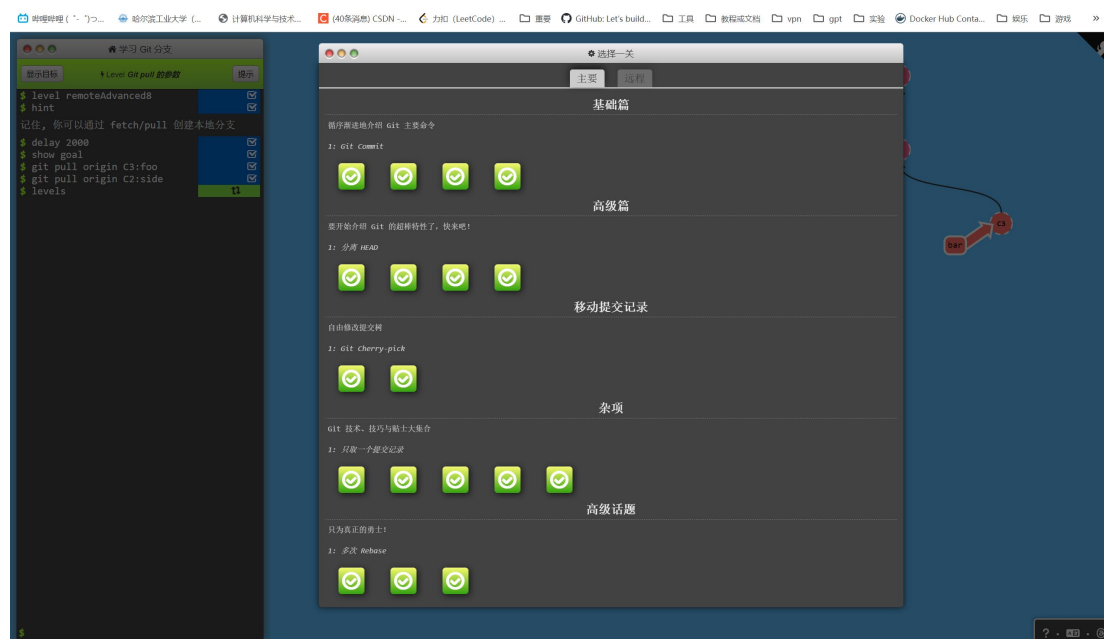 哔哩哔哩 ( ゜- ゜)つ... 哈尔滨工业大学 (... 计算机科学与技术... (40条消息) CSDN -... 力扣 (LeetCode) ... 重要 GitHub: Let's build... 工具 教程或文档 vpn gpt 实验 Docker Hub Conta... 娱乐 游戏 »
学习 Git 分支
显示目标 Level Git pull 的参数 提示
$ level remoteAdvanced8
$ hint
记住, 你可以通过 fetch/pull 创建本地分支
$ delay 2000
$ show goal
$ git pull origin C3:foo
$ git pull origin C2:side
$ levels
$
选择一关
主要 远程
基础篇
循序渐进地介绍 Git 主要命令
1: Git Commit
高级篇
要开始介绍 Git 的超棒特性了, 快来吧!
1: 分离 HEAD
移动提交记录
自由修改提交树
1: Git Cherry-pick
杂项
Git 技术、技巧与贴士大集合
1: 只取一个提交记录
高级话题
只为真正的勇士!
1: 多次 Rebase
C3
bar
?